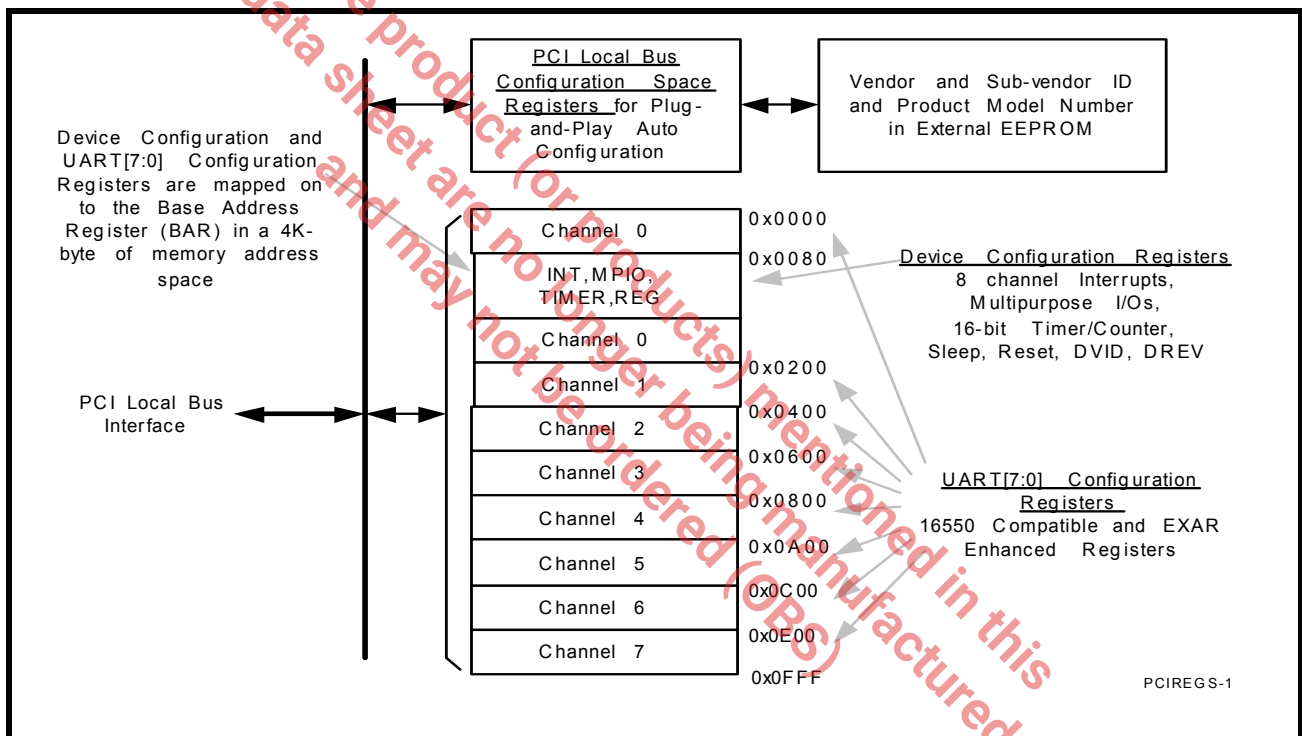 PCI Local Bus
Configuration Space
Registers for Plug-
and-Play Auto
Configuration
Vendor and Sub-vendor ID
and Product Model Number
in External EEPROM
Device Configuration and
UART[7:0] Configuration
Registers are mapped on
to the Base Address
Register (BAR) in a 4K-
byte of memory address
space
PCI Local Bus
Interface
Channel 0
INT,MPIO,
TIMER,REG
Channel 0
Channel 1
Channel 2
Channel 3
Channel 4
Channel 5
Channel 6
Channel 7
0x0000
0x0080
0x0200
0x0400
0x0600
0x0800
0x0A00
0x0C00
0x0E00
0x0FFF
Device Configuration Registers
8 channel Interrupts,
Multipurpose I/Os,
16-bit Timer/Counter,
Sleep, Reset, DVID, DREV
UART[7:0] Configuration
Registers
16550 Compatible and EXAR
Enhanced Registers
PCIREGS-1
e product (or products) mentioned in this
data sheet are no longer being manufactured
and may not be ordered (OBS)